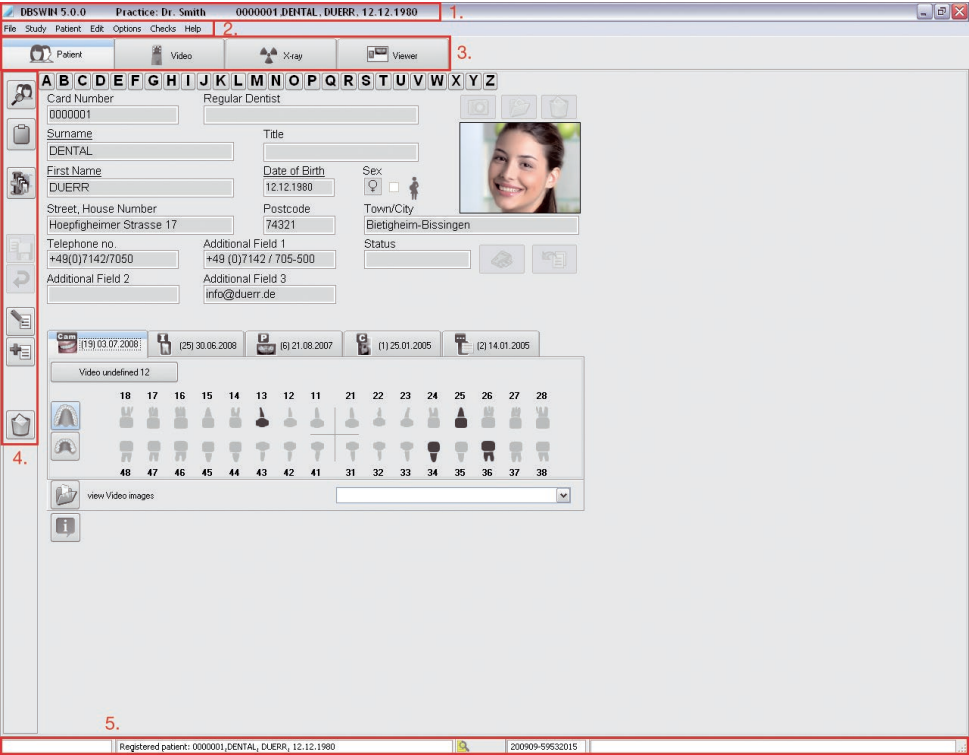 DBSWIN 5.0.0 Practice: Dr. Smith 0000001 ,DENTAL, DUERR, 12.12.1980 1.
File Study Patient Edit Options Checks Help 2.
Patient Video X-ray Viewer 3.
A B C D E F G H I J K L M N O P Q R S T U V W X Y Z
Card Number Regular Dentist
0000001
Surname Title
DENTAL
First Name Date of Birth Sex
DUERR 12.12.1980
Street, House Number Postcode Town/City
Hoepfigheimer Strasse 17 74321 Bietigheim-Bissingen
Telephone no. Additional Field 1 Status
+49(0)7142/7050 +49 (0)7142 / 705-500
Additional Field 2 Additional Field 3
info@duerr.de
Cam (19) 03.07.2008 I (25) 30.06.2008 P (6) 21.08.2007 C (1) 25.01.2005 (2) 14.01.2005
Video undefined 12
18 17 16 15 14 13 12 11 21 22 23 24 25 26 27 28
48 47 46 45 44 43 42 41 31 32 33 34 35 36 37 38
4.
view Video images
i
5.
Registered patient: 0000001,DENTAL, DUERR, 12.12.1980 200909-59532015